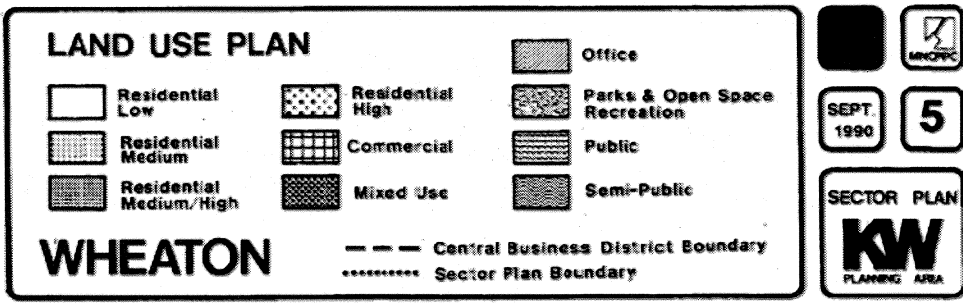 LAND USE PLAN
Residential
Low
Residential
Medium
Residential
Medium/High
Residential
High
Commercial
Mixed Use
Office
Parks & Open Space
Recreation
Public
Semi-Public
WHEATON
Central Business District Boundary
Sector Plan Boundary
MNCPPC
SEPT.
1990
5
SECTOR PLAN
KW
PLANNING AREA